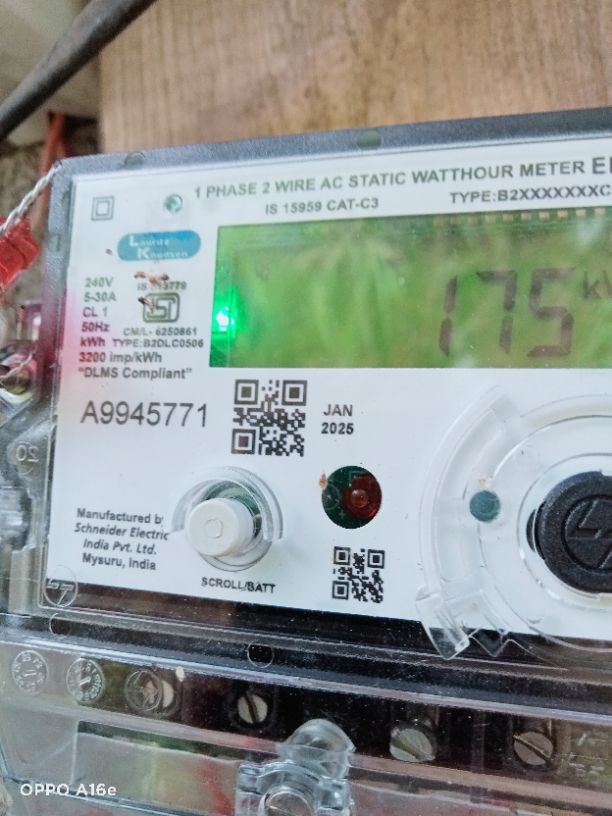 1 PHASE 2 WIRE AC STATIC WATTHOUR METER
IS 15959 CAT-C3
TYPE:B2XXXXXXXC
Lauritz
Knudsen
240V
5-30A
CL 1
50Hz
kWh
3200 imp/kWh
"DLMS Compliant"
CM/L- 6250861
TYPE:B2DLC0506
175
A9945771
JAN
2025
Manufactured by
Schneider Electric
India Pvt. Ltd.
Mysuru, India
SCROLL/BATT
OPPO A16e